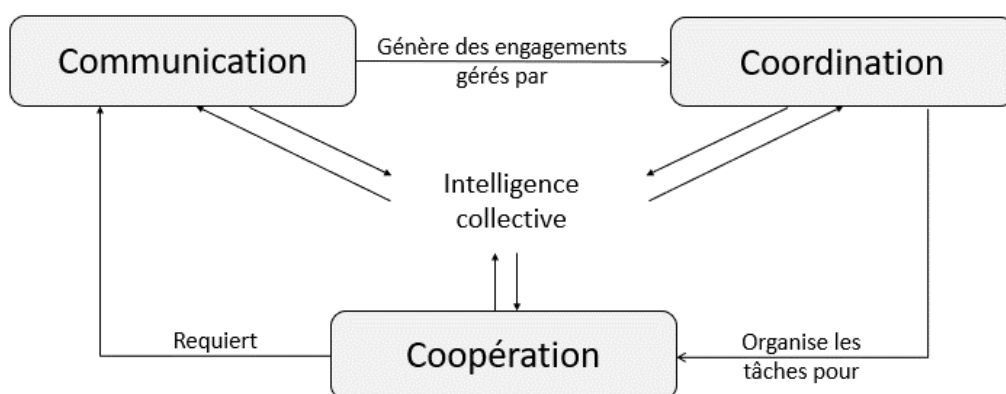 Communication
Génère des engagements
gérés par
Coordination
Intelligence
collective
Requiert
Coopération
Organise les
tâches pour